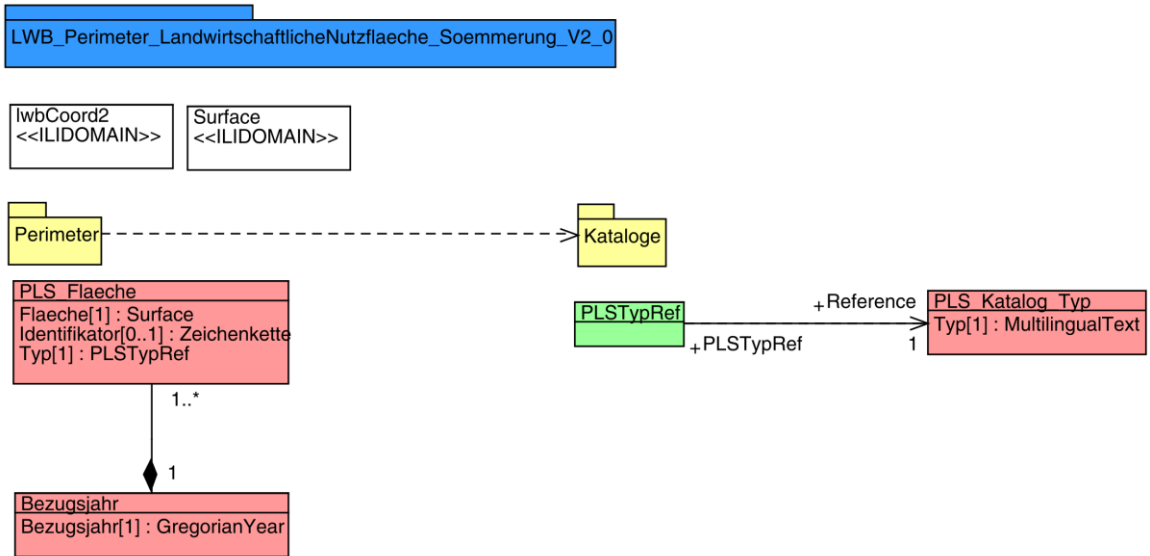 LWB_Perimeter_LandwirtschaftlicheNutzflaeche_Soemmerung_V2_0
lwbCoord2
<<ILIDOMAIN>>
Surface
<<ILIDOMAIN>>
Perimeter
Kataloge
PLS_Flaeche
Flaeche[1] : Surface
Identifikator[0..1] : Zeichenkette
Typ[1] : PLSTypRef
PLSTypRef
+Reference
+PLSTypRef
1
PLS_Katalog_Typ
Typ[1] : MultilingualText
1..*
1
Bezugsjahr
Bezugsjahr[1] : GregorianYear